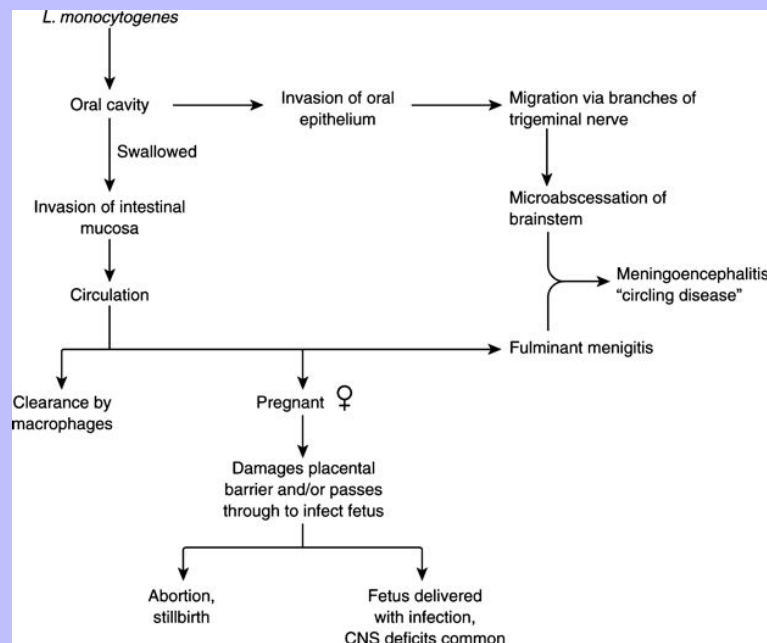 L. monocytogenes
Oral cavity
Invasion of oral
epithelium
Migration via branches of
trigeminal nerve
Swallowed
Invasion of intestinal
mucosa
Microabscessation of
brainstem
Circulation
Meningoencephalitis
"circling disease"
Fulminant menigitis
Clearance by
macrophages
Pregnant ♀
Damages placental
barrier and/or passes
through to infect fetus
Abortion,
stillbirth
Fetus delivered
with infection,
CNS deficits common